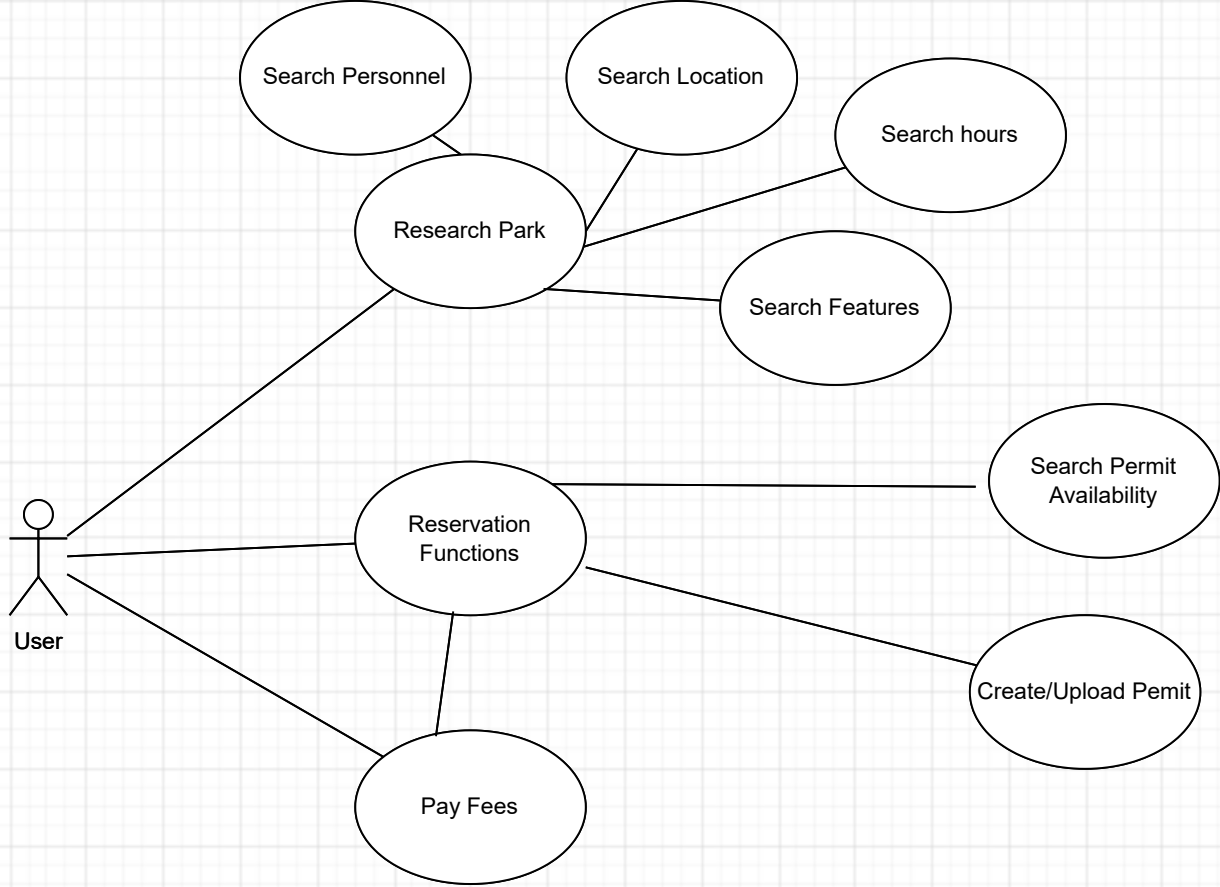 Search Personnel
Search Location
Search hours
Research Park
Search Features
Search Permit
Availability
Reservation
Functions
User
Create/Upload Pemit
Pay Fees